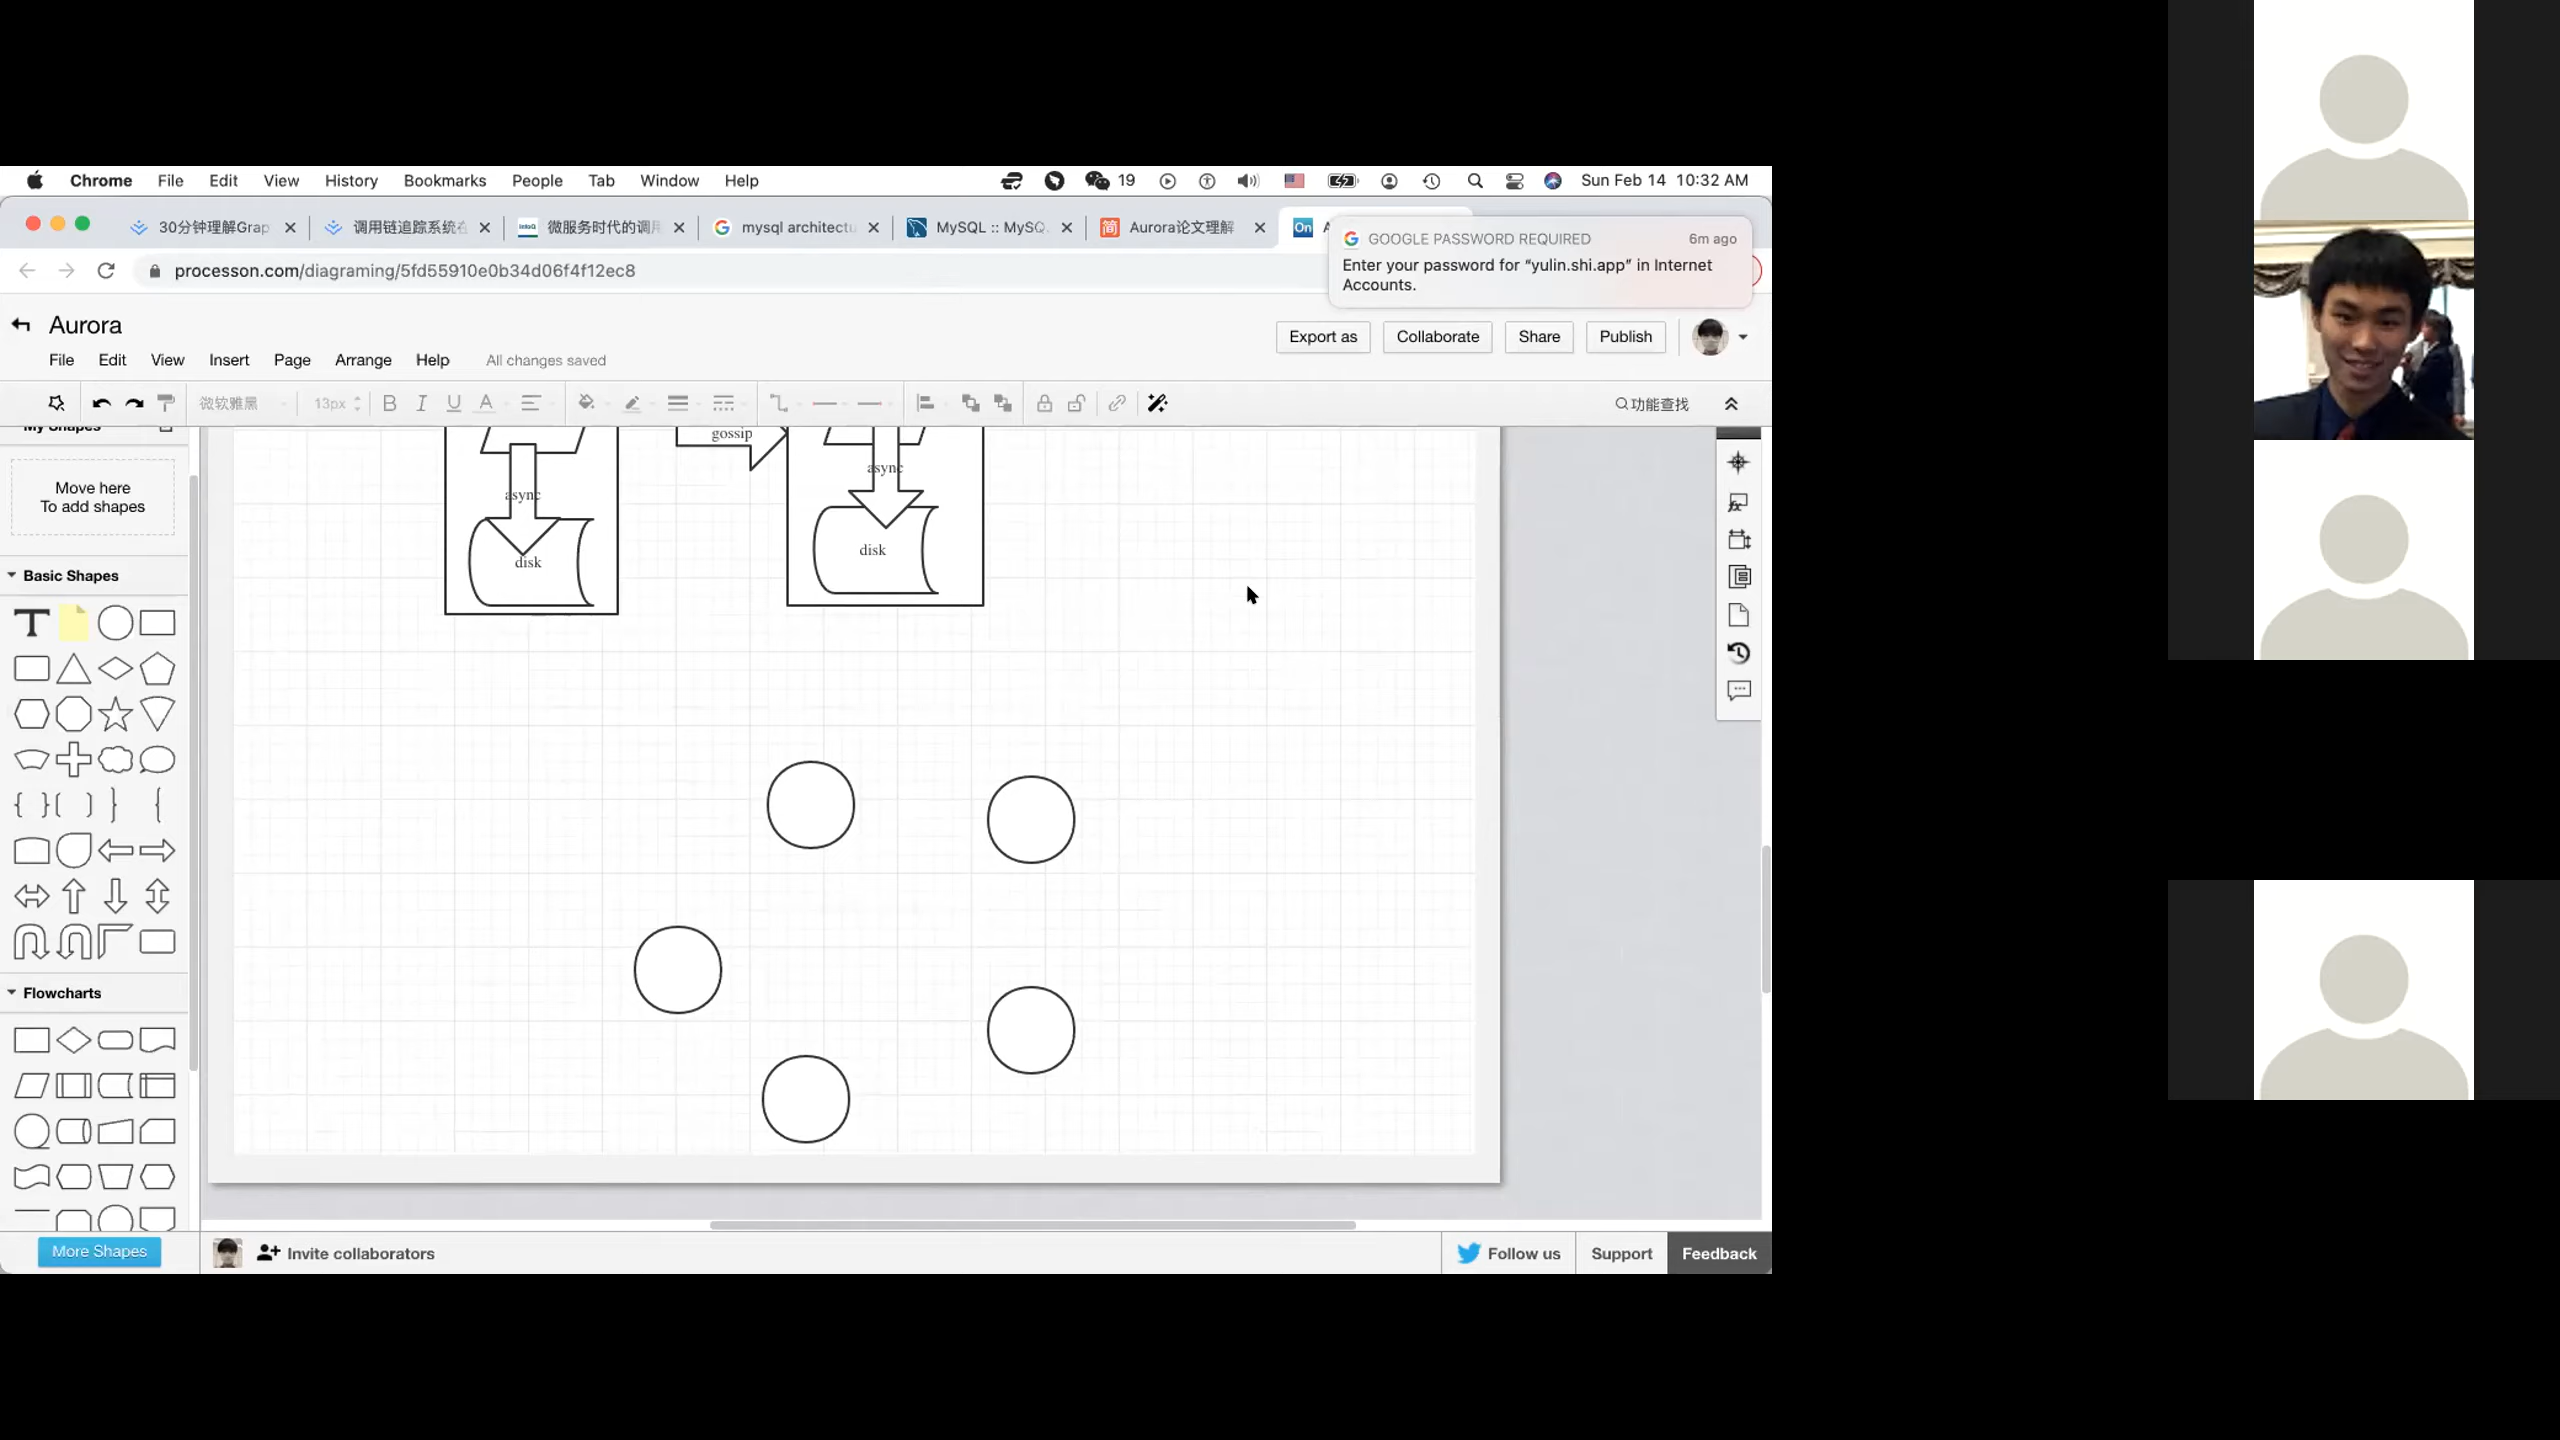 Chrome File Edit View History Bookmarks People Tab Window Help 19 Sun Feb 14 10:32 AM
30分钟理解Grap 调用链追踪系统在 InfoQ 微服务时代的调用 mysql architectu MySQL :: MySQ Aurora论文理解 On A
processon.com/diagraming/5fd55910e0b34d06f4f12ec8
GOOGLE PASSWORD REQUIRED 6m ago
Enter your password for “yulin.shi.app” in Internet
Accounts.
Aurora
Export as Collaborate Share Publish
File Edit View Insert Page Arrange Help All changes saved
微软雅黑 13px B I U A 功能查找
My Shapes
Move here
To add shapes
Basic Shapes
Flowcharts
More Shapes
gossip
async
async
disk
disk
Invite collaborators
Follow us Support Feedback